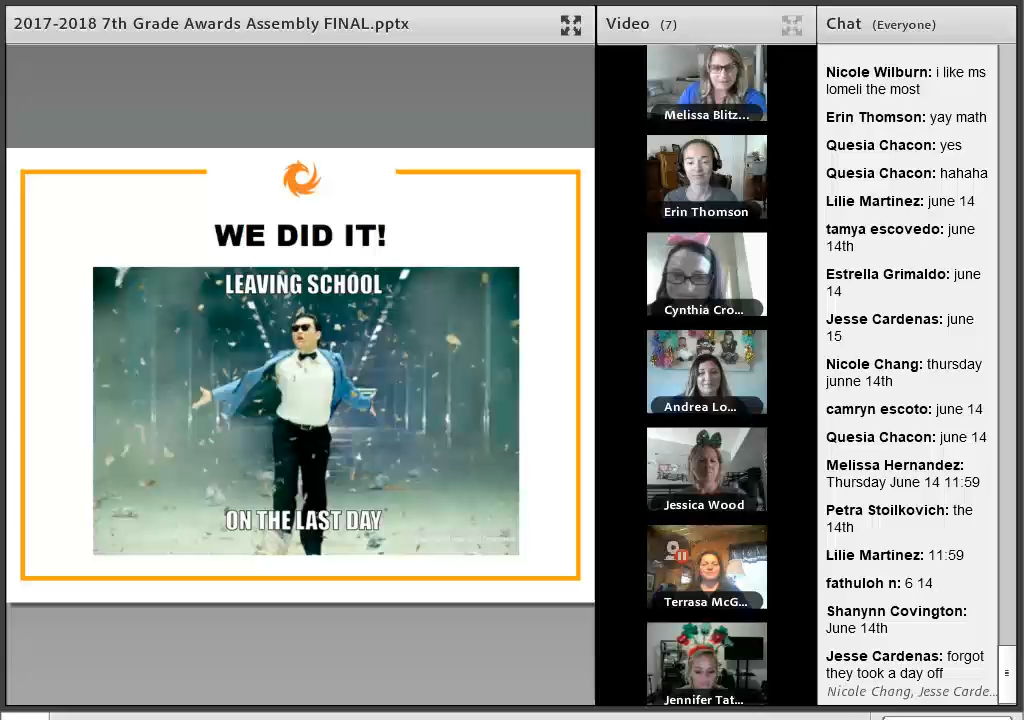 2017-2018 7th Grade Awards Assembly FINAL.pptx
WE DID IT!
LEAVING SCHOOL
ON THE LAST DAY
Video (7)
Melissa Blitz...
Erin Thomson
Cynthia Cro...
Andrea Lo...
Jessica Wood
Terrasa McG...
Jennifer Tat...
Chat (Everyone)
Nicole Wilburn: i like ms
lomeli the most
Erin Thomson: yay math
Quesia Chacon: yes
Quesia Chacon: hahaha
Lilie Martinez: june 14
tamya escovedo: june
14th
Estrella Grimaldo: june
14
Jesse Cardenas: june
15
Nicole Chang: thursday
junne 14th
camryn escoto: june 14
Quesia Chacon: june 14
Melissa Hernandez:
Thursday June 14 11:59
Petra Stoilkovich: the
14th
Lilie Martinez: 11:59
fathuloh n: 6 14
Shanynn Covington:
June 14th
Jesse Cardenas: forgot
they took a day off
Nicole Chang, Jesse Carde...